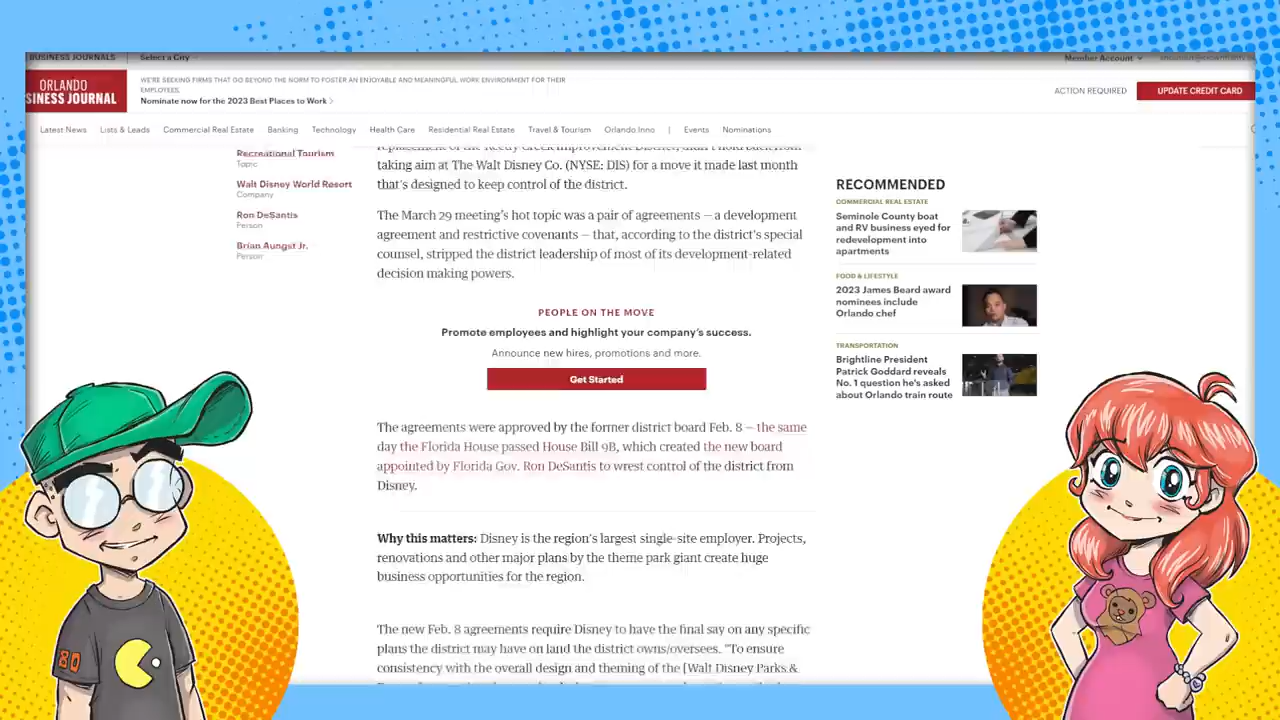 BUSINESS JOURNALS
Select a City
Member Account
ORLANDO
SINESS JOURNAL
WE'RE SEEKING FIRMS THAT GO BEYOND THE NORM TO FOSTER AN ENJOYABLE AND MEANINGFUL WORK ENVIRONMENT FOR THEIR
EMPLOYEES.
Nominate now for the 2023 Best Places to Work
ACTION REQUIRED
UPDATE CREDIT CARD
Latest News
Lists & Leads
Commercial Real Estate
Banking
Technology
Health Care
Residential Real Estate
Travel & Tourism
Orlando Inno
|
Events
Nominations
Recreational Tourism
Topic
Walt Disney World Resort
Company
Ron DeSantis
Person
Brian Aungst Jr.
Person
replacement of the Reedy Creek Improvement District, didn't hold back from
taking aim at The Walt Disney Co. (NYSE: DIS) for a move it made last month
that's designed to keep control of the district.
The March 29 meeting's hot topic was a pair of agreements — a development
agreement and restrictive covenants — that, according to the district's special
counsel, stripped the district leadership of most of its development-related
decision making powers.
PEOPLE ON THE MOVE
Promote employees and highlight your company's success.
Announce new hires, promotions and more.
Get Started
The agreements were approved by the former district board Feb. 8 — the same
day the Florida House passed House Bill 9B, which created the new board
appointed by Florida Gov. Ron DeSantis to wrest control of the district from
Disney.
Why this matters: Disney is the region's largest single-site employer. Projects,
renovations and other major plans by the theme park giant create huge
business opportunities for the region.
The new Feb. 8 agreements require Disney to have the final say on any specific
plans the district may have on land the district owns/oversees. "To ensure
consistency with the overall design and theming of the [Walt Disney Parks &
RECOMMENDED
COMMERCIAL REAL ESTATE
Seminole County boat
and RV business eyed for
redevelopment into
apartments
FOOD & LIFESTYLE
2023 James Beard award
nominees include
Orlando chef
TRANSPORTATION
Brightline President
Patrick Goddard reveals
No. 1 question he's asked
about Orlando train route
80